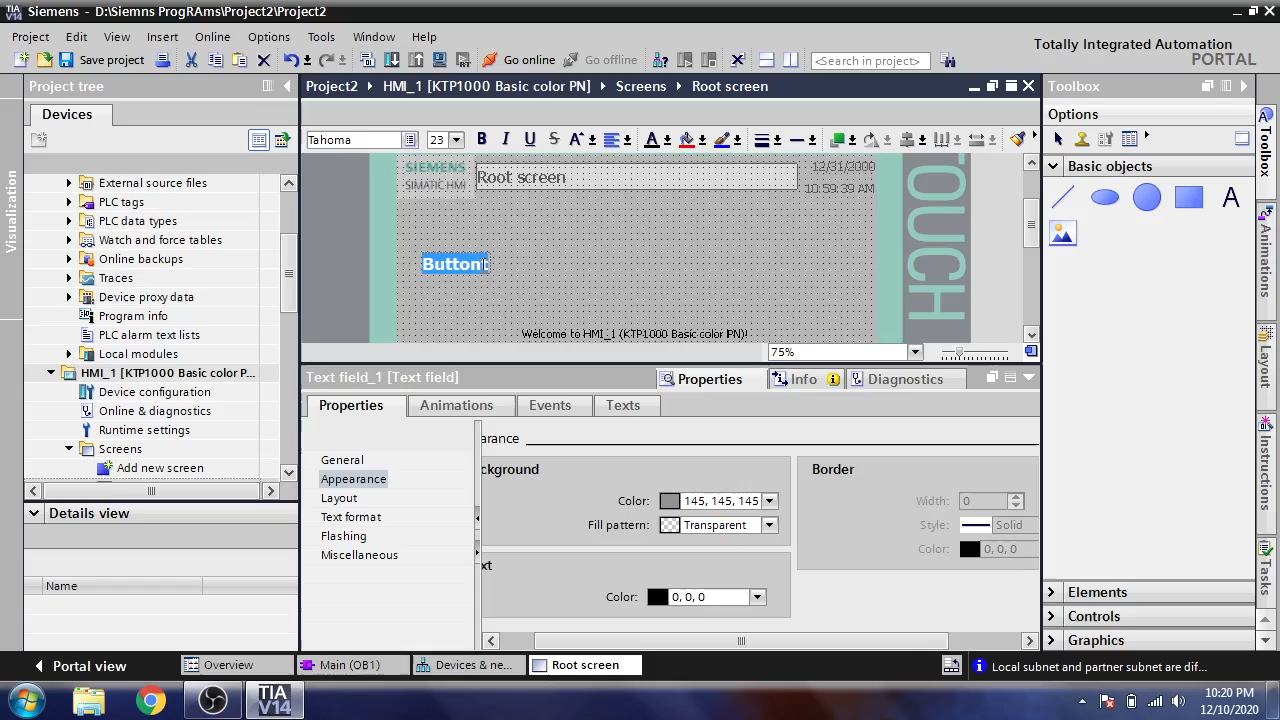 TIA V14 Siemens - D:\Siemns ProgRAms\Project2\Project2
Project Edit View Insert Online Options Tools Window Help
Totally Integrated Automation
PORTAL
Save project Go online Go offline <Search in project>
Project tree
Project2 HMI_1 [KTP1000 Basic color PN] Screens Root screen
Toolbox
Devices
Options
Tahoma 23 B I U S A A
Basic objects
A
Visualization
External source files
PLC tags
PLC data types
Watch and force tables
Online backups
Traces
Device proxy data
Program info
PLC alarm text lists
Local modules
HMI_1 [KTP1000 Basic color P...
Device configuration
Online & diagnostics
Runtime settings
Screens
Add new screen
SIEMENS
SIMATIC HMI
Root screen
12/31/2000
10:59:39 AM
TOUCH
Button1
Welcome to HMI_1 (KTP1000 Basic color PN)!
75%
Text_field_1 [Text field]
Properties Info Diagnostics
Properties Animations Events Texts
General
Appearance
Layout
Text format
Flashing
Miscellaneous
arance
ckground
Color: 145, 145, 145
Fill pattern: Transparent
xt
Color: 0, 0, 0
Border
Width: 0
Style: Solid
Color: 0, 0, 0
Details view
Name
Elements
Controls
Graphics
Toolbox
Animations
Layout
Instructions
Tasks
Portal view Overview Main (OB1) Devices & ne... Root screen
Local subnet and partner subnet are dif...
TIA V14
10:20 PM
12/10/2020